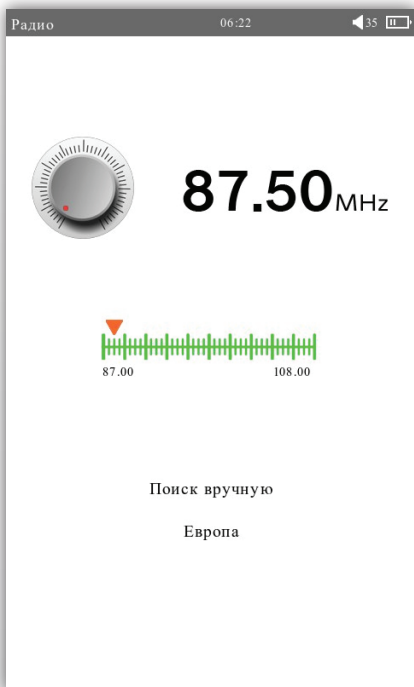 Радио 06:22 35
87.50MHz
87.00 108.00
Поиск вручную
Европа